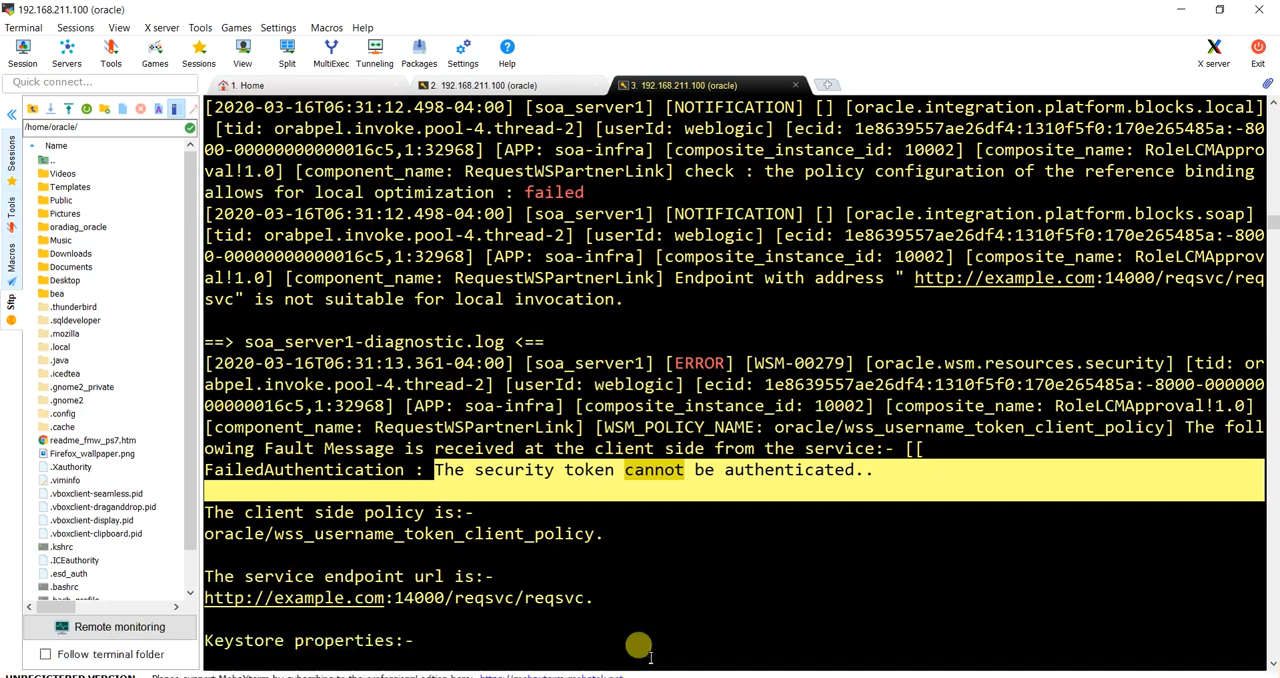 192.168.211.100 (oracle)
Terminal Sessions View X server Tools Games Settings Macros Help
Session Servers Tools Games Sessions View Split MultiExec Tunneling Packages Settings Help X server Exit
Quick connect...
1. Home
2. 192.168.211.100 (oracle)
3. 192.168.211.100 (oracle)
Sessions
Tools
Macros
Sftp
/home/oracle/
Name
..
Videos
Templates
Public
Pictures
oradiag_oracle
Music
Downloads
Documents
Desktop
bea
.thunderbird
.sqldeveloper
.mozilla
.local
.java
.icedtea
.gnome2_private
.gnome2
.config
.cache
readme_fmw_ps7.htm
Firefox_wallpaper.png
.Xauthority
.viminfo
.vboxclient-seamless.pid
.vboxclient-draganddrop.pid
.vboxclient-display.pid
.vboxclient-clipboard.pid
.kshrc
.ICEauthority
.esd_auth
.bashrc
.bash_profile
Remote monitoring
Follow terminal folder
[2020-03-16T06:31:12.498-04:00] [soa_server1] [NOTIFICATION] [] [oracle.integration.platform.blocks.local]
[tid: orabpel.invoke.pool-4.thread-2] [userId: weblogic] [ecid: 1e8639557ae26df4:1310f5f0:170e265485a:-80
00-00000000000016c5,1:32968] [APP: soa-infra] [composite_instance_id: 10002] [composite_name: RoleLCMAppro
val!1.0] [component_name: RequestWSPartnerLink] check : the policy configuration of the reference binding
allows for local optimization : failed
[2020-03-16T06:31:12.498-04:00] [soa_server1] [NOTIFICATION] [] [oracle.integration.platform.blocks.soap]
[tid: orabpel.invoke.pool-4.thread-2] [userId: weblogic] [ecid: 1e8639557ae26df4:1310f5f0:170e265485a:-800
0-00000000000016c5,1:32968] [APP: soa-infra] [composite_instance_id: 10002] [composite_name: RoleLCMAppro
val!1.0] [component_name: RequestWSPartnerLink] Endpoint with address " http://example.com:14000/reqsvc/req
svc" is not suitable for local invocation.
==> soa_server1-diagnostic.log <==
[2020-03-16T06:31:13.361-04:00] [soa_server1] [ERROR] [WSM-00279] [oracle.wsm.resources.security] [tid: or
abpel.invoke.pool-4.thread-2] [userId: weblogic] [ecid: 1e8639557ae26df4:1310f5f0:170e265485a:-8000-000000
00000016c5,1:32968] [APP: soa-infra] [composite_instance_id: 10002] [composite_name: RoleLCMApproval!1.0]
[component_name: RequestWSPartnerLink] [WSM_POLICY_NAME: oracle/wss_username_token_client_policy] The foll
owing Fault Message is received at the client side from the service:- [[
FailedAuthentication : The security token cannot be authenticated..
The client side policy is:-
oracle/wss_username_token_client_policy.
The service endpoint url is:-
http://example.com:14000/reqsvc/reqsvc.
Keystore properties:-
UNREGISTERED VERSION